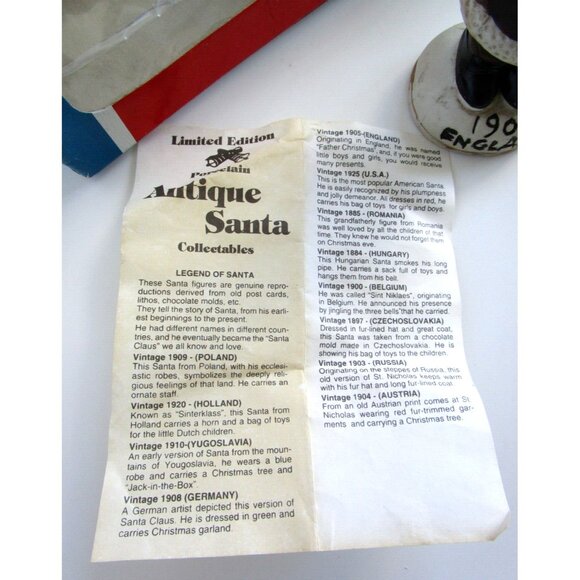 Limited Edition
Porcelain
Antique
Santa
Collectables
LEGEND OF SANTA
These Santa figures are genuine repro-
ductions derived from old post cards,
lithos, chocolate molds, etc.
They tell the story of Santa, from his earli-
est beginnings to the present.
He had different names in different coun-
tries, and he eventually became the "Santa
Claus" we all know and love.
Vintage 1909 - (POLAND)
This Santa from Poland, with his ecclesi-
astic robes, symbolizes the deeply reli-
gious feelings of that land. He carries an
ornate staff.
Vintage 1920 - (HOLLAND)
Known as "Sinterklass", this Santa from
Holland carries a horn and a bag of toys
for the little Dutch children.
Vintage 1910-(YUGOSLAVIA)
An early version of Santa from the moun-
tains of Yougoslavia, he wears a blue
robe and carries a Christmas tree and
"Jack-in-the-Box".
Vintage 1908 (GERMANY)
A German artist depicted this version of
Santa Claus. He is dressed in green and
carries Christmas garland.
Vintage 1905-(ENGLAND)
Originating in England, he was named
"Father Christmas", and, if you were good
little boys and girls, you would receive
many presents.
Vintage 1925 (U.S.A.)
This is the most popular American Santa.
He is easily recognized by his plumpness
and jolly demeanor. All dresses in red, he
carries his bag of toys for girls and boys.
Vintage 1885 - (ROMANIA)
This grandfatherly figure from Romania
was well loved by all the children of that
time. They knew he would not forget them
on Christmas eve.
Vintage 1884 - (HUNGARY)
This Hungarian Santa smokes his long
pipe. He carries a sack full of toys and
hangs them from his bell.
Vintage 1900 - (BELGIUM)
He was called "Sint Niklaes", originating
in Belgium. He announced his presence
by jingling the three bells that he carried.
Vintage 1897 - (CZECHOSLOVAKIA)
Dressed in fur-lined hat and great coat,
this Santa was taken from a chocolate
mold made in Czechoslovakia. He is
showing his bag of toys to the children.
Vintage 1903 - (RUSSIA)
Originating on the steppes of Russia, this
old version of St. Nicholas keeps warm
with his fur hat and long fur-lined coat.
Vintage 1904 - (AUSTRIA)
From an old Austrian print comes at St.
Nicholas wearing red fur-trimmed gar-
ments and carrying a Christmas tree.
190
ENGLA